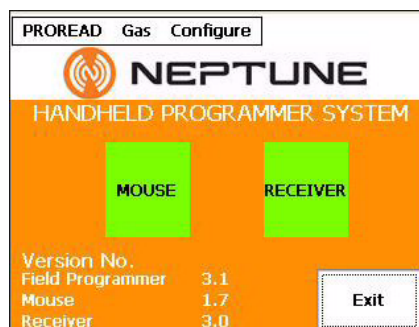 PROREAD Gas Configure
NEPTUNE
HANDHELD PROGRAMMER SYSTEM
MOUSE RECEIVER
Version No.
Field Programmer 3.1
Mouse 1.7
Receiver 3.0
Exit